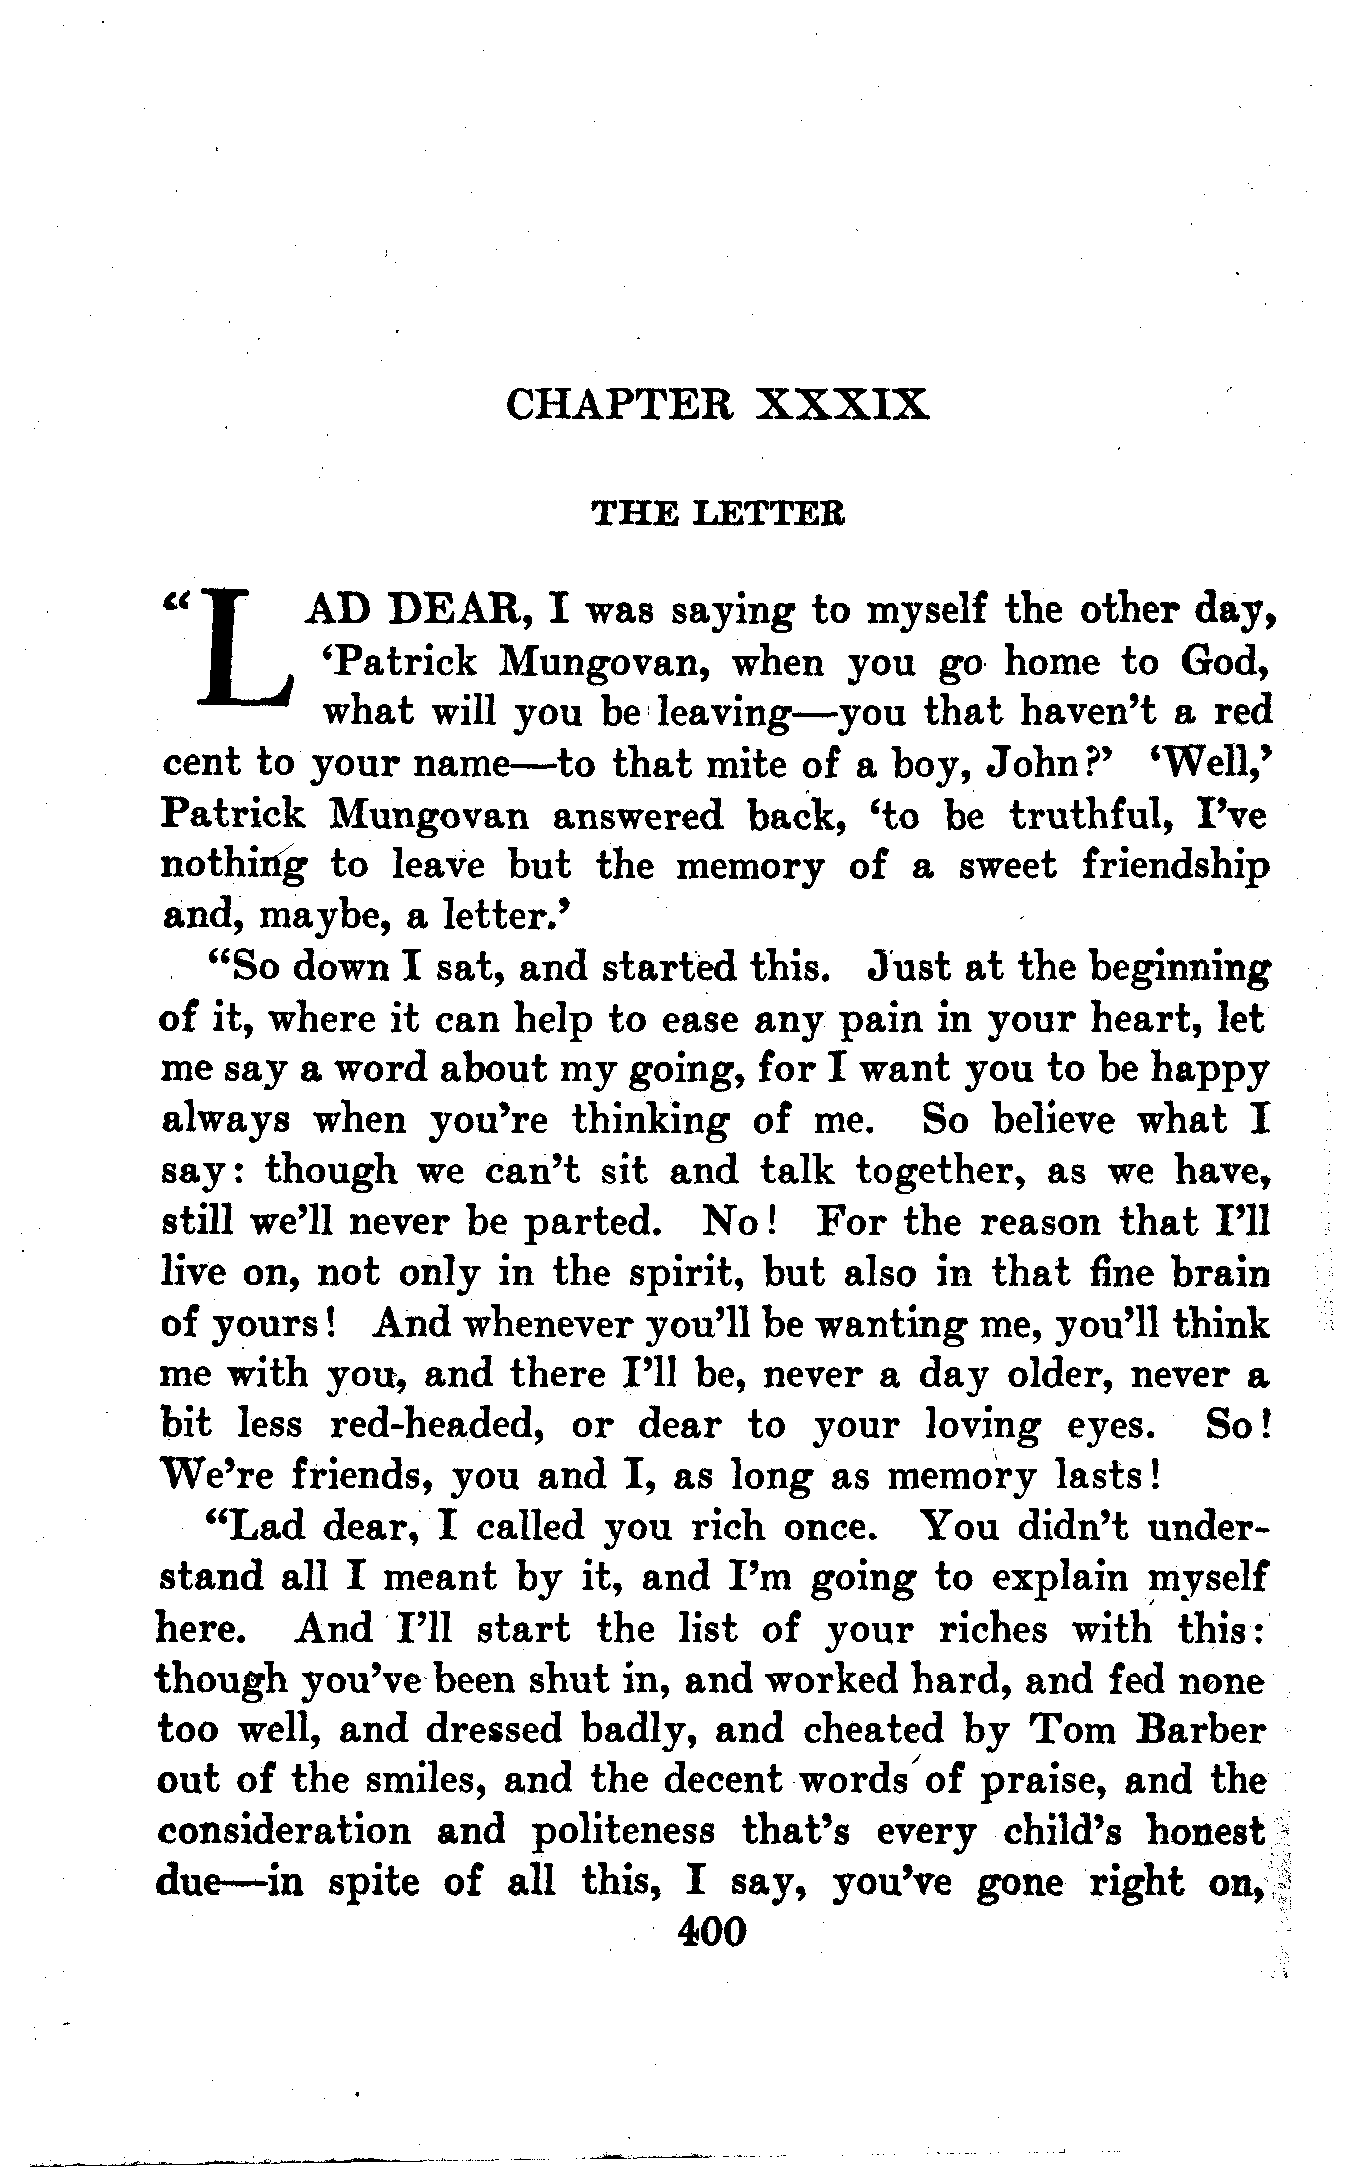 CHAPTER XXXIX
THE LETTER
“LAD DEAR, I was saying to myself the other day,
‘Patrick Mungovan, when you go home to God,
what will you be leaving—you that haven’t a red
cent to your name—to that mite of a boy, John?’ ‘Well,’
Patrick Mungovan answered back, ‘to be truthful, I’ve
nothing to leave but the memory of a sweet friendship
and, maybe, a letter.’
“So down I sat, and started this. Just at the beginning
of it, where it can help to ease any pain in your heart, let
me say a word about my going, for I want you to be happy
always when you’re thinking of me. So believe what I
say: though we can’t sit and talk together, as we have,
still we’ll never be parted. No! For the reason that I’ll
live on, not only in the spirit, but also in that fine brain
of yours! And whenever you’ll be wanting me, you’ll think
me with you, and there I’ll be, never a day older, never a
bit less red-headed, or dear to your loving eyes. So!
We’re friends, you and I, as long as memory lasts!
“Lad dear, I called you rich once. You didn’t under-
stand all I meant by it, and I’m going to explain myself
here. And I’ll start the list of your riches with this:
though you’ve been shut in, and worked hard, and fed none
too well, and dressed badly, and cheated by Tom Barber
out of the smiles, and the decent words of praise, and the
consideration and politeness that’s every child’s honest
due—in spite of all this, I say, you’ve gone right on,
400